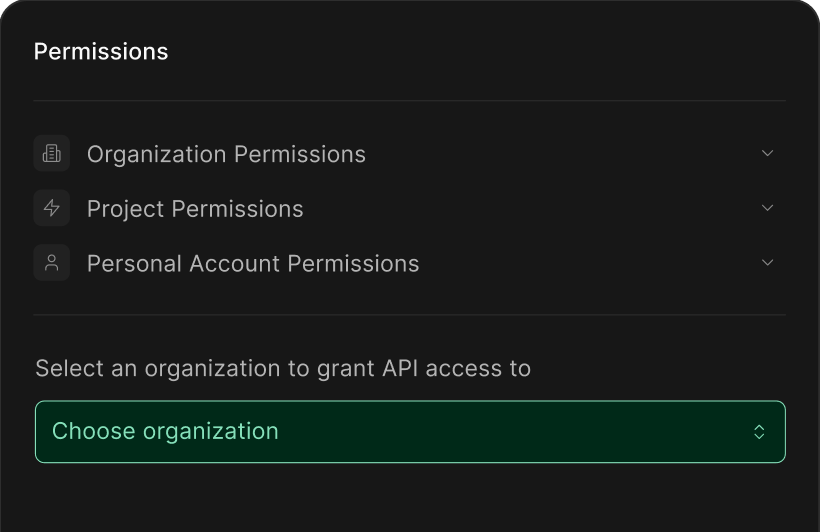 Permissions
Organization Permissions
Project Permissions
Personal Account Permissions
Select an organization to grant API access to
Choose organization